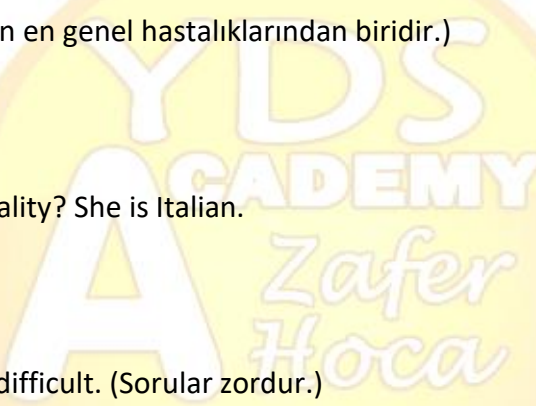 n en genel hastalıklarından biridir.)
YDS
ACADEMY
ality? She is Italian.
A
Zafer
Hoca
difficult. (Sorular zordur.)